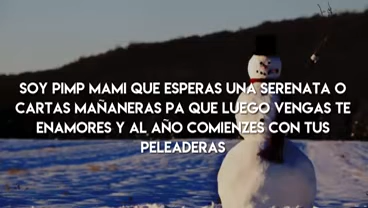 SOY PIMP MAMI QUE ESPERAS UNA SERENATA O
CARTAS MAÑANERAS PA QUE LUEGO VENGAS TE
ENAMORES Y AL AÑO COMIENZES CON TUS
PELEADERAS